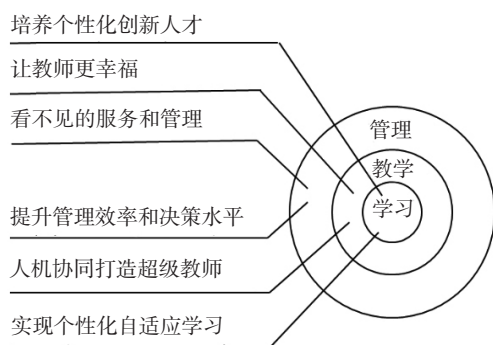 培养个性化创新人才
让教师更幸福
看不见的服务和管理
管理
教学
学习
提升管理效率和决策水平
人机协同打造超级教师
实现个性化自适应学习